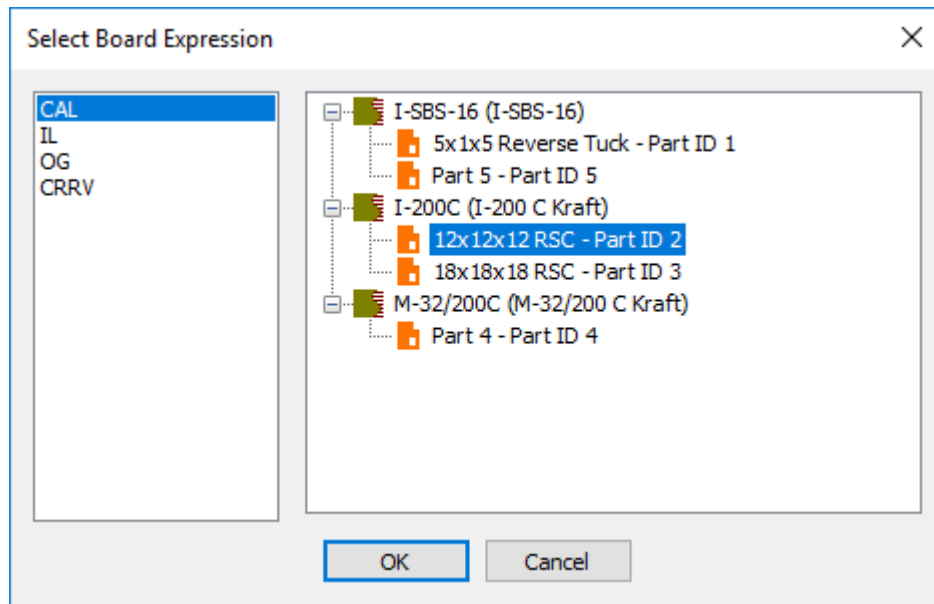 Select Board Expression
CAL
IL
OG
CRRV
I-SBS-16 (I-SBS-16)
5x1x5 Reverse Tuck - Part ID 1
Part 5 - Part ID 5
I-200C (I-200 C Kraft)
12x12x12 RSC - Part ID 2
18x18x18 RSC - Part ID 3
M-32/200C (M-32/200 C Kraft)
Part 4 - Part ID 4
OK
Cancel